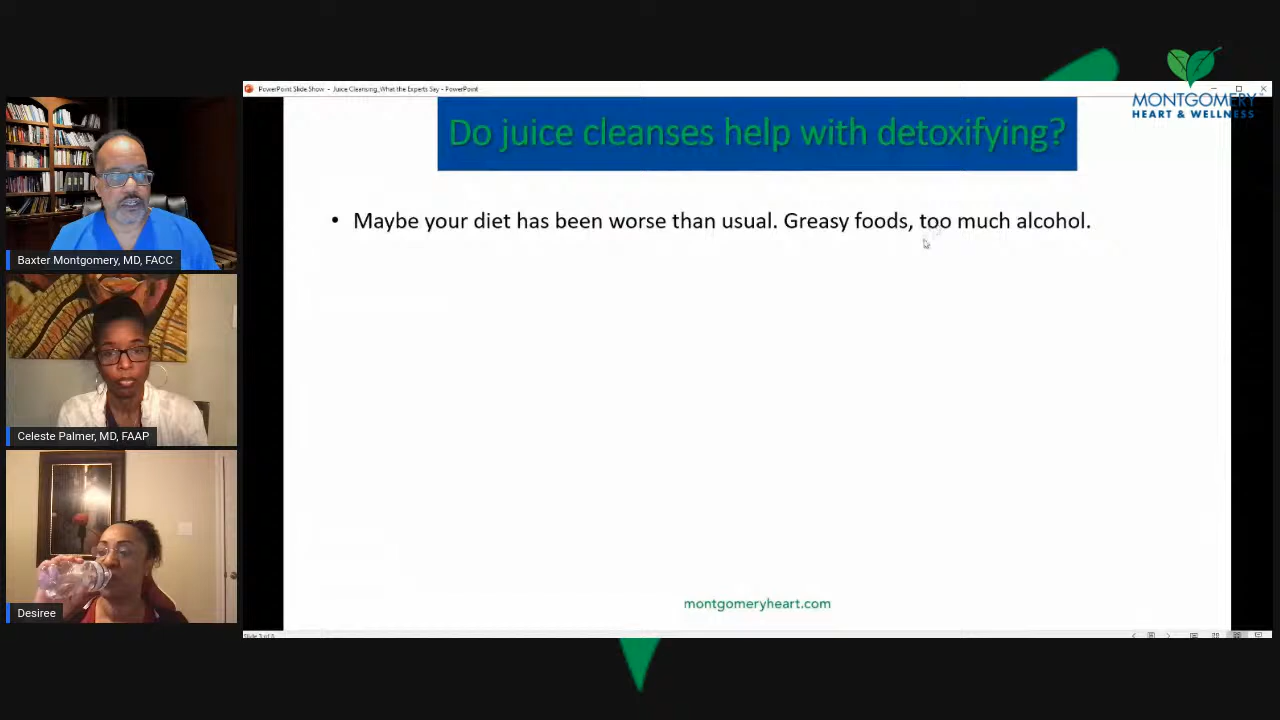 PowerPoint Slide Show - Juice Cleansing_What the Experts Say - PowerPoint
MONTGOMERY
HEART & WELLNESS
Do juice cleanses help with detoxifying?
• Maybe your diet has been worse than usual. Greasy foods, too much alcohol.
Baxter Montgomery, MD, FACC
Celeste Palmer, MD, FAAP
Desiree
montgomeryheart.com